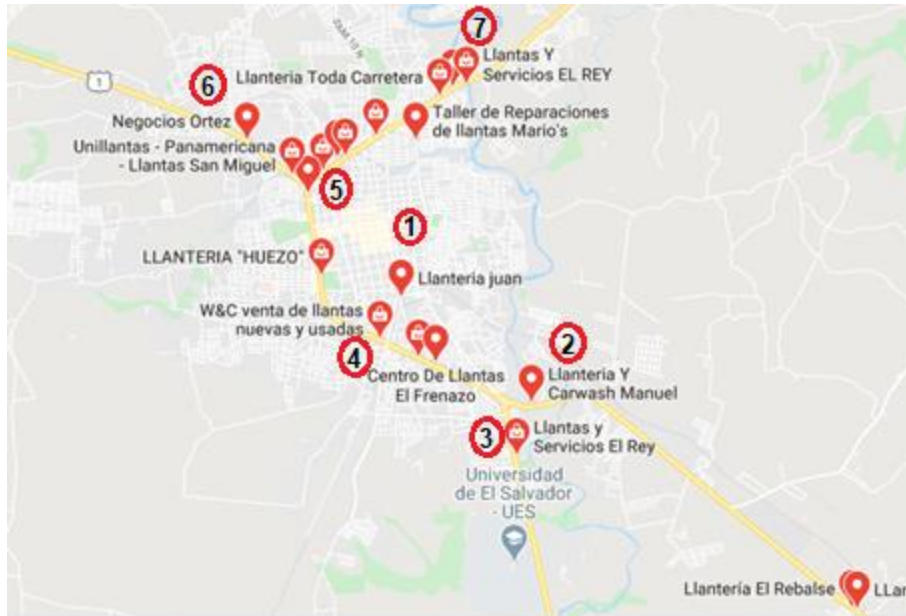 7
Llantas Y
Servicios EL REY
Llanteria Toda Carretera
1
6
Negocios Ortez
Taller de Reparaciones
de llantas Mario's
Unillantas - Panamericana
- Llantas San Miguel
5
1
LLANTERIA "HUEZO"
Llanteria juan
W&C venta de llantas
nuevas y usadas
4
2
Centro De Llantas
El Frenazo
Llanteria Y
Carwash Manuel
3
Llantas y
Servicios El Rey
Universidad
de El Salvador
- UES
Llantería El Rebalse
LLar